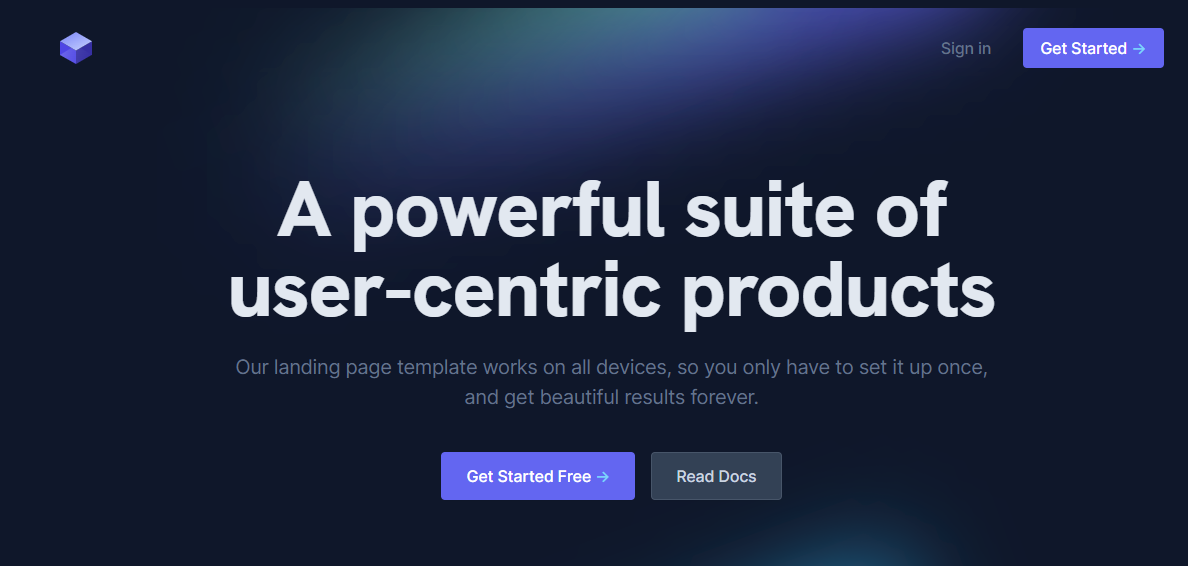 Sign in
Get Started →
A powerful suite of
user-centric products
Our landing page template works on all devices, so you only have to set it up once,
and get beautiful results forever.
Get Started Free →
Read Docs